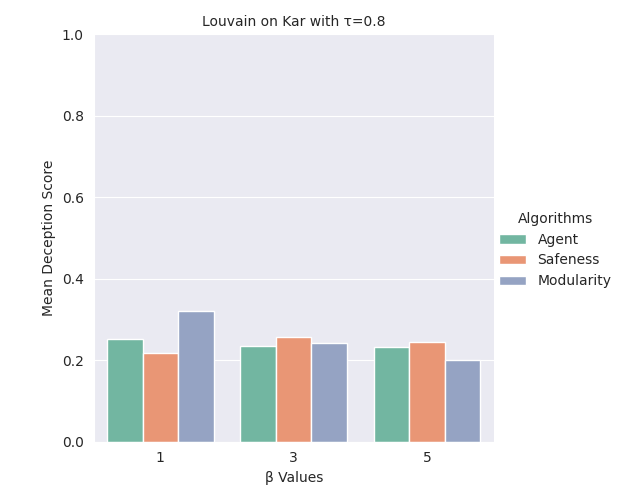 Louvain on Kar with τ=0.8
1.0
0.8
0.6
0.4
0.2
0.0
Mean Deception Score
1 3 5
β Values
Algorithms
Agent
Safeness
Modularity